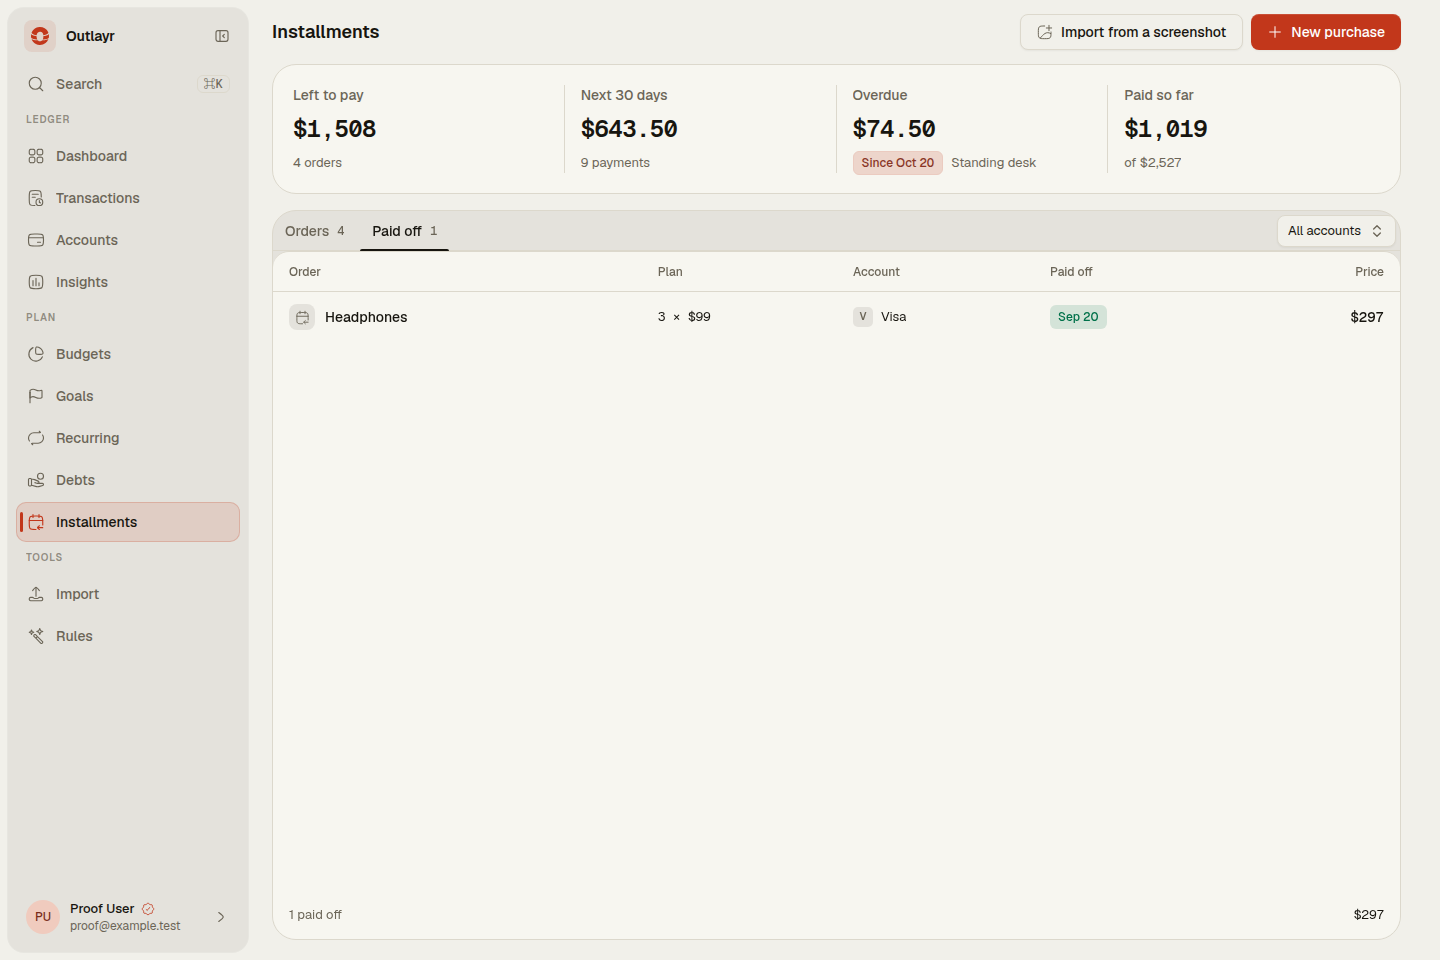 Outlayr
Search ⌘K
LEDGER
Dashboard
Transactions
Accounts
Insights
PLAN
Budgets
Goals
Recurring
Debts
Installments
TOOLS
Import
Rules
PU
Proof User
proof@example.test
Installments
Import from a screenshot
New purchase
Left to pay
$1,508
4 orders
Next 30 days
$643.50
9 payments
Overdue
$74.50
Since Oct 20 Standing desk
Paid so far
$1,019
of $2,527
Orders 4 Paid off 1 All accounts
Order Plan Account Paid off Price
Headphones 3 × $99 V Visa Sep 20 $297
1 paid off $297